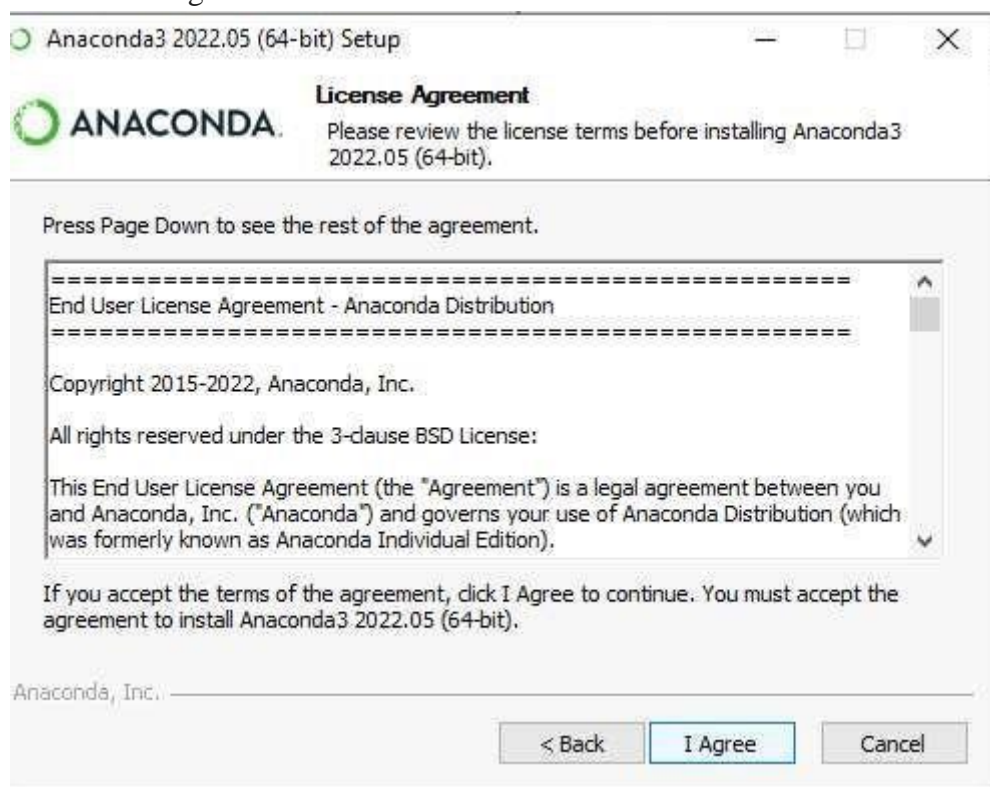 Anaconda3 2022.05 (64-bit) Setup
ANACONDA.
License Agreement
Please review the license terms before installing Anaconda3
2022.05 (64-bit).
Press Page Down to see the rest of the agreement.
==================================================
End User License Agreement - Anaconda Distribution
==================================================
Copyright 2015-2022, Anaconda, Inc.
All rights reserved under the 3-clause BSD License:
This End User License Agreement (the "Agreement") is a legal agreement between you
and Anaconda, Inc. ("Anaconda") and governs your use of Anaconda Distribution (which
was formerly known as Anaconda Individual Edition).
If you accept the terms of the agreement, click I Agree to continue. You must accept the
agreement to install Anaconda3 2022.05 (64-bit).
Anaconda, Inc.
< Back
I Agree
Cancel